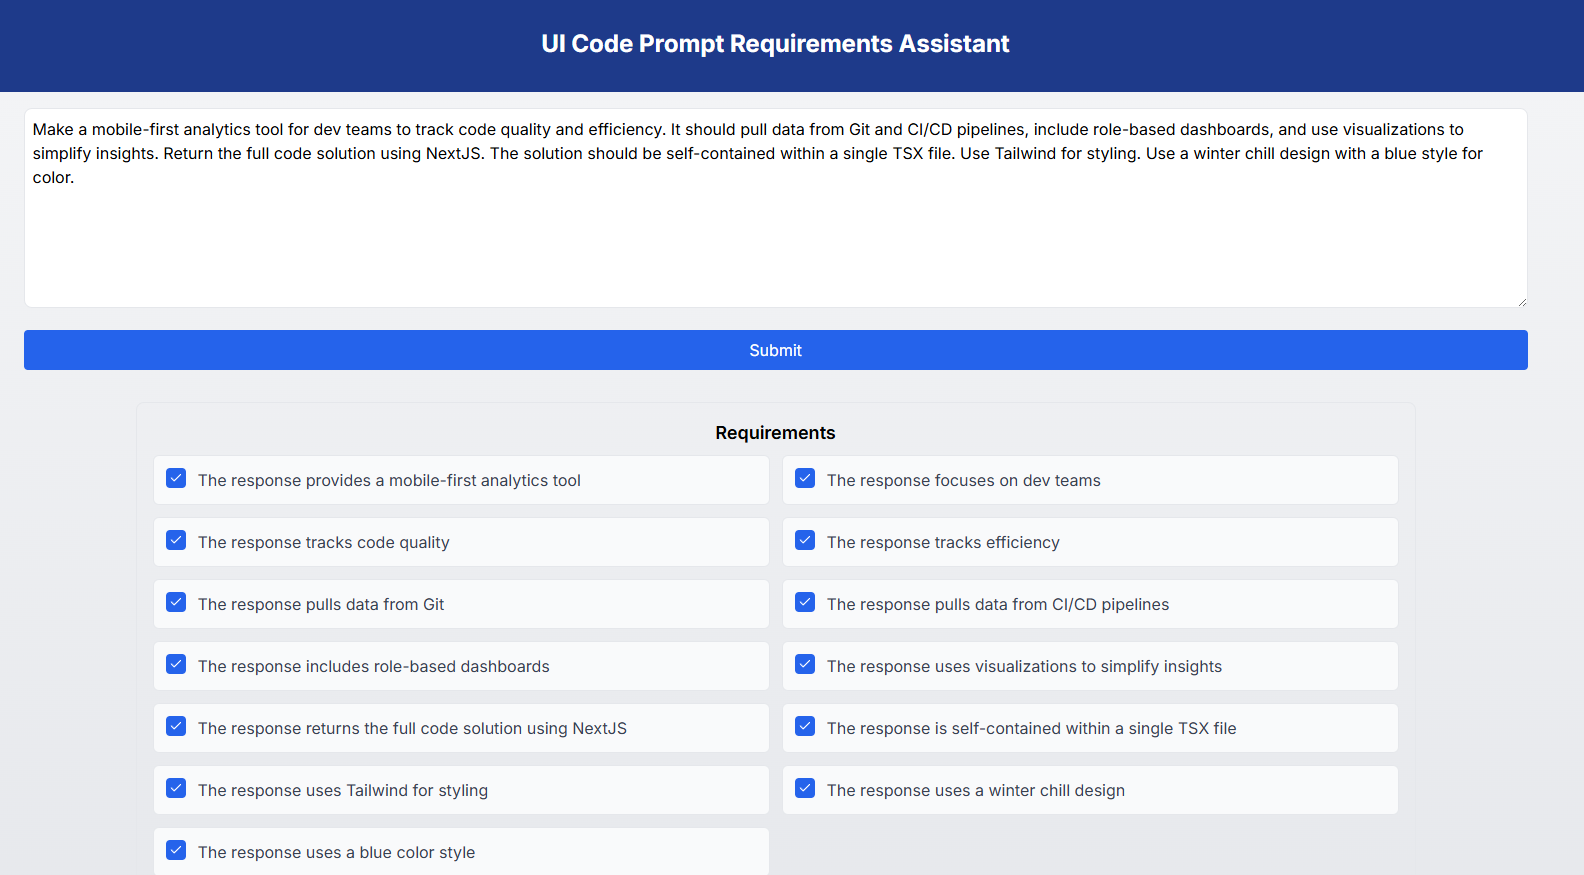 UI Code Prompt Requirements Assistant
Make a mobile-first analytics tool for dev teams to track code quality and efficiency. It should pull data from Git and CI/CD pipelines, include role-based dashboards, and use visualizations to
simplify insights. Return the full code solution using NextJS. The solution should be self-contained within a single TSX file. Use Tailwind for styling. Use a winter chill design with a blue style for
color.
Submit
Requirements
The response provides a mobile-first analytics tool
The response focuses on dev teams
The response tracks code quality
The response tracks efficiency
The response pulls data from Git
The response pulls data from CI/CD pipelines
The response includes role-based dashboards
The response uses visualizations to simplify insights
The response returns the full code solution using NextJS
The response is self-contained within a single TSX file
The response uses Tailwind for styling
The response uses a winter chill design
The response uses a blue color style